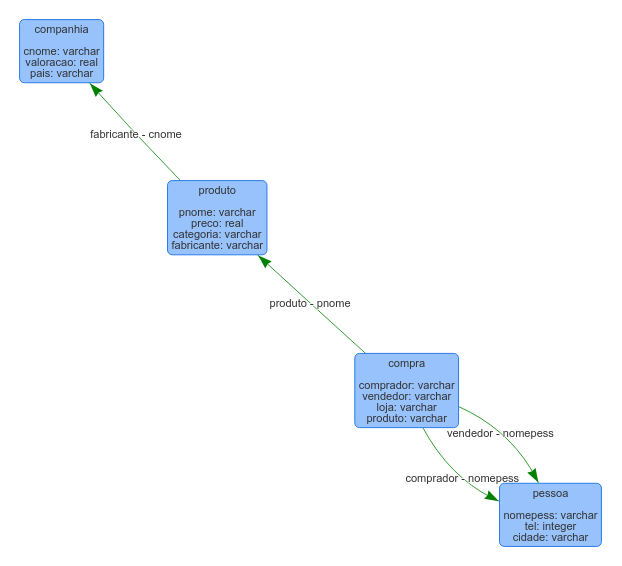 companhia
cnome: varchar
valoracao: real
pais: varchar
fabricante - cnome
produto
pnome: varchar
preco: real
categoria: varchar
fabricante: varchar
produto - pnome
compra
comprador: varchar
vendedor: varchar
loja: varchar
produto: varchar
vendedor - nomepess
comprador - nomepess
pessoa
nomepess: varchar
tel: integer
cidade: varchar